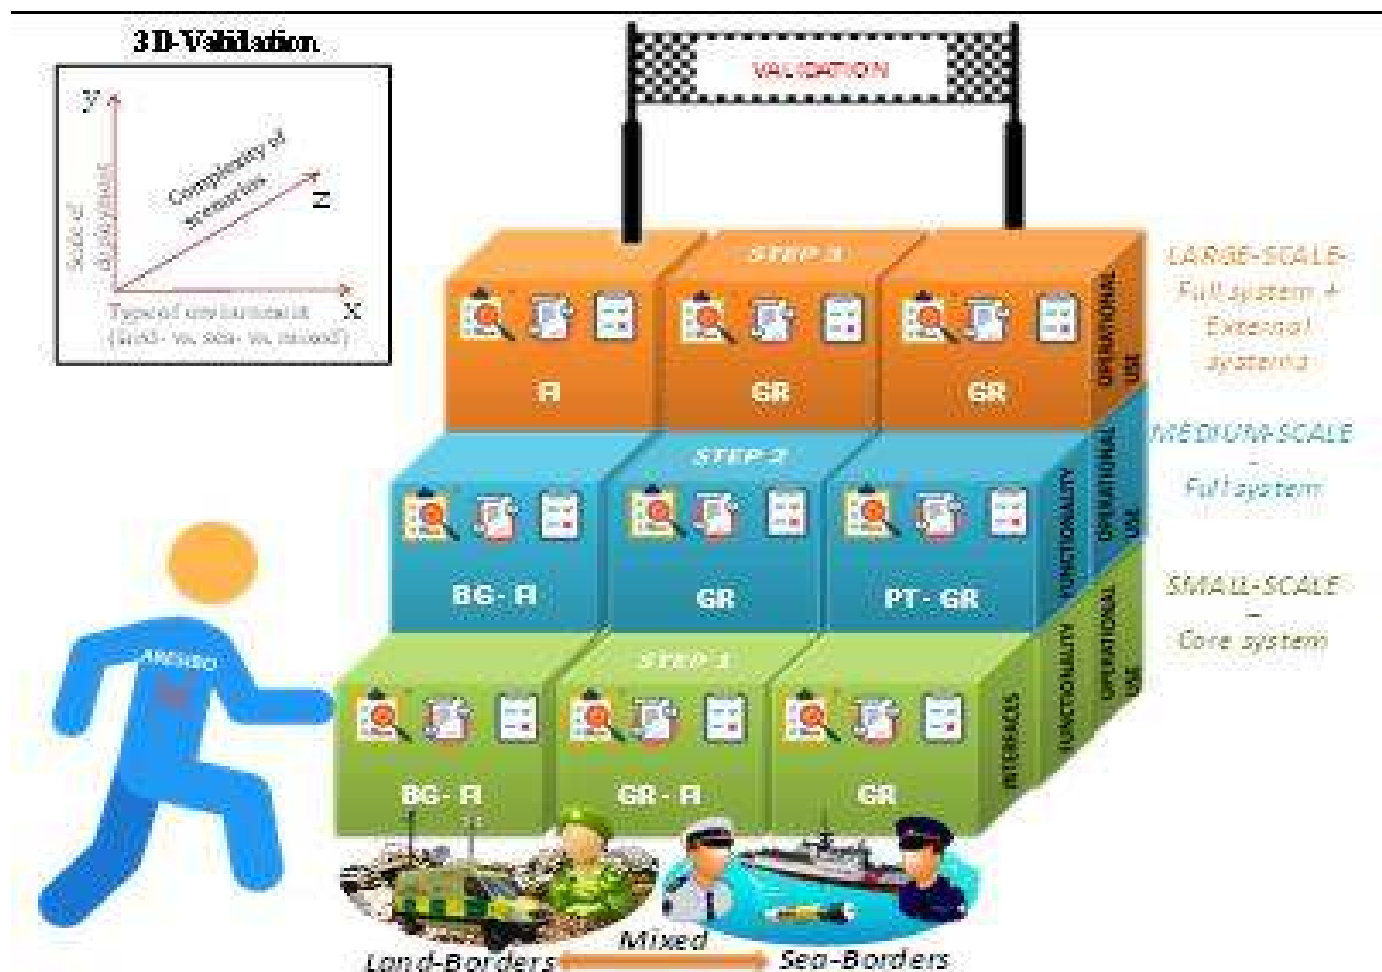 3D-Validation
y
Scale of
deployment
Complexity of
scenarios
Z
X
Type of environment
(land- vs. sea- vs. mixed)
VALIDATION
STEP 3
FI
GR
GR
OPERATIONAL
USE
LARGE-SCALE-
Full system +
External
systems
STEP 2
BG - FI
GR
PT - GR
FUNCTIONALITY
OPERATIONAL
USE
MEDIUM-SCALE
-
Full system
STEP 1
BG - FI
GR - FI
GR
INTERFACES
FUNCTIONALITY
OPERATIONAL
USE
SMALL-SCALE
–
Core system
ARESIBO
Land-Borders
Mixed
Sea-Borders